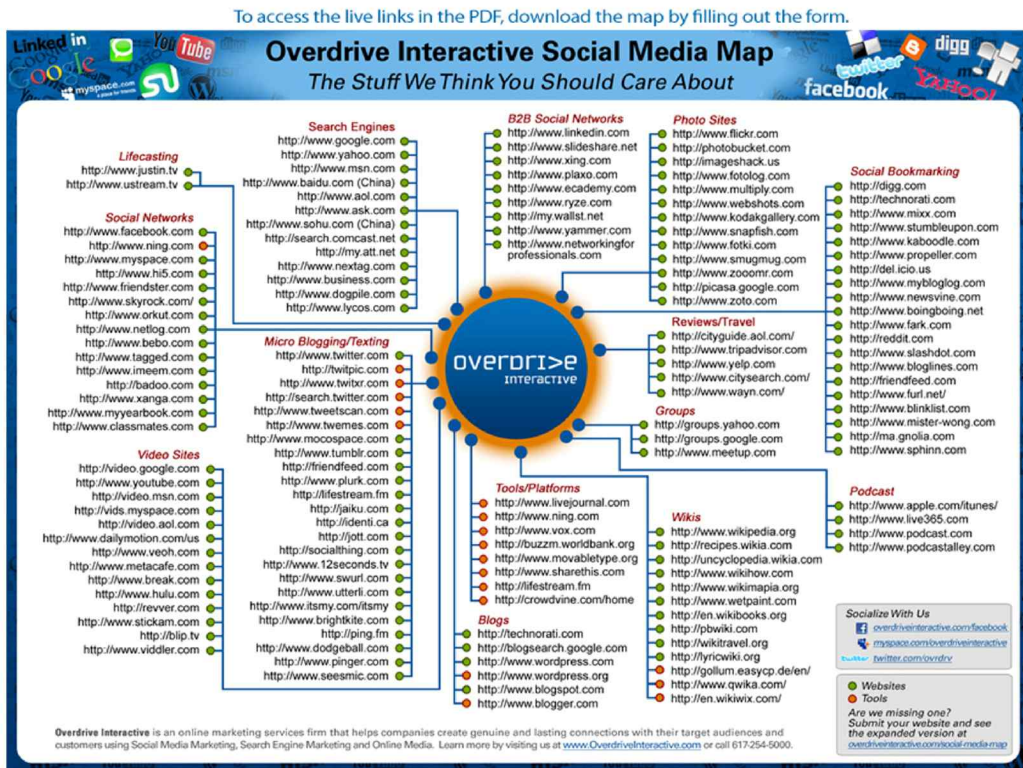 To access the live links in the PDF, download the map by filling out the form.
Linked in
Google
YouTube
myspace.com
a place for friends
Overdrive Interactive Social Media Map
The Stuff We Think You Should Care About
digg
twitter
facebook
YAHOO!
Lifecasting
http://www.justin.tv
http://www.ustream.tv
Social Networks
http://www.facebook.com
http://www.ning.com
http://www.myspace.com
http://www.hi5.com
http://www.friendster.com
http://www.skyrock.com/
http://www.orkut.com
http://www.netlog.com
http://www.bebo.com
http://www.tagged.com
http://www.imeem.com
http://badoo.com
http://www.xanga.com
http://www.myyearbook.com
http://www.classmates.com
Video Sites
http://video.google.com
http://www.youtube.com
http://video.msn.com
http://vids.myspace.com
http://video.aol.com
http://www.dailymotion.com/us
http://www.veoh.com
http://www.metacafe.com
http://www.break.com
http://www.hulu.com
http://revver.com
http://www.stickam.com
http://blip.tv
http://www.viddler.com
Search Engines
http://www.google.com
http://www.yahoo.com
http://www.msn.com
http://www.baidu.com (China)
http://www.aol.com
http://www.ask.com
http://www.sohu.com (China)
http://search.comcast.net
http://my.att.net
http://www.nextag.com
http://www.business.com
http://www.dogpile.com
http://www.lycos.com
Micro Blogging/Texting
http://www.twitter.com
http://twitpic.com
http://www.twitxr.com
http://search.twitter.com
http://www.tweetscan.com
http://www.twemes.com
http://www.mocospace.com
http://www.tumblr.com
http://friendfeed.com
http://www.plurk.com
http://lifestream.fm
http://jaiku.com
http://identi.ca
http://jott.com
http://socialthing.com
http://www.12seconds.tv
http://www.swurl.com
http://www.utterli.com
http://www.itsmy.com/itsmy
http://www.brightkite.com
http://ping.fm
http://www.dodgeball.com
http://www.pinger.com
http://www.seesmic.com
B2B Social Networks
http://www.linkedin.com
http://www.slideshare.net
http://www.xing.com
http://www.plaxo.com
http://www.ecademy.com
http://www.ryze.com
http://my.wallst.net
http://www.yammer.com
http://www.networkingfor
professionals.com
overdri>e
interactive
Tools/Platforms
http://www.livejournal.com
http://www.ning.com
http://www.vox.com
http://buzzm.worldbank.org
http://www.movabletype.org
http://www.sharethis.com
http://lifestream.fm
http://crowdvine.com/home
Blogs
http://technorati.com
http://blogsearch.google.com
http://www.wordpress.com
http://www.wordpress.org
http://www.blogspot.com
http://www.blogger.com
Photo Sites
http://www.flickr.com
http://photobucket.com
http://imageshack.us
http://www.fotolog.com
http://www.multiply.com
http://www.webshots.com
http://www.kodakgallery.com
http://www.snapfish.com
http://www.fotki.com
http://www.smugmug.com
http://www.zooomr.com
http://picasa.google.com
http://www.zoto.com
Reviews/Travel
http://cityguide.aol.com/
http://www.tripadvisor.com
http://www.yelp.com
http://www.citysearch.com/
http://www.wayn.com/
Groups
http://groups.yahoo.com
http://groups.google.com
http://www.meetup.com
Wikis
http://www.wikipedia.org
http://recipes.wikia.com
http://uncyclopedia.wikia.com
http://www.wikihow.com
http://www.wikimapia.org
http://www.wetpaint.com
http://en.wikibooks.org
http://pbwiki.com
http://wikitravel.org
http://lyricwiki.org
http://gollum.easycp.de/en/
http://www.qwika.com/
http://en.wikiwix.com/
Social Bookmarking
http://digg.com
http://technorati.com
http://www.mixx.com
http://www.stumbleupon.com
http://www.kaboodle.com
http://www.propeller.com
http://del.icio.us
http://www.mybloglog.com
http://www.newsvine.com
http://www.boingboing.net
http://www.fark.com
http://reddit.com
http://www.slashdot.com
http://www.bloglines.com
http://friendfeed.com
http://www.furl.net/
http://www.blinklist.com
http://www.mister-wong.com
http://ma.gnolia.com
http://www.sphinn.com
Podcast
http://www.apple.com/itunes/
http://www.live365.com
http://www.podcast.com
http://www.podcastalley.com
Socialize With Us
overdriveinteractive.com/facebook
myspace.com/overdriveinteractive
twitter twitter.com/ovrdrv
Websites
Tools
Are we missing one?
Submit your website and see
the expanded version at
overdriveinteractive.com/social-media-map
Overdrive Interactive is an online marketing services firm that helps companies create genuine and lasting connections with their target audiences and
customers using Social Media Marketing, Search Engine Marketing and Online Media. Learn more by visiting us at www.OverdriveInteractive.com or call 617-254-5000.